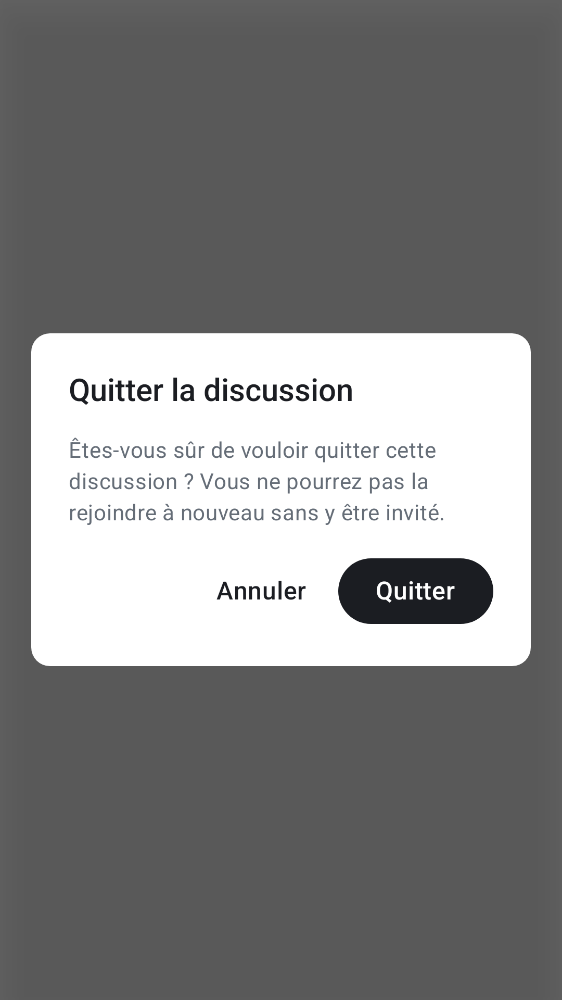 Quitter la discussion
Êtes-vous sûr de vouloir quitter cette
discussion ? Vous ne pourrez pas la
rejoindre à nouveau sans y être invité.
Annuler
Quitter